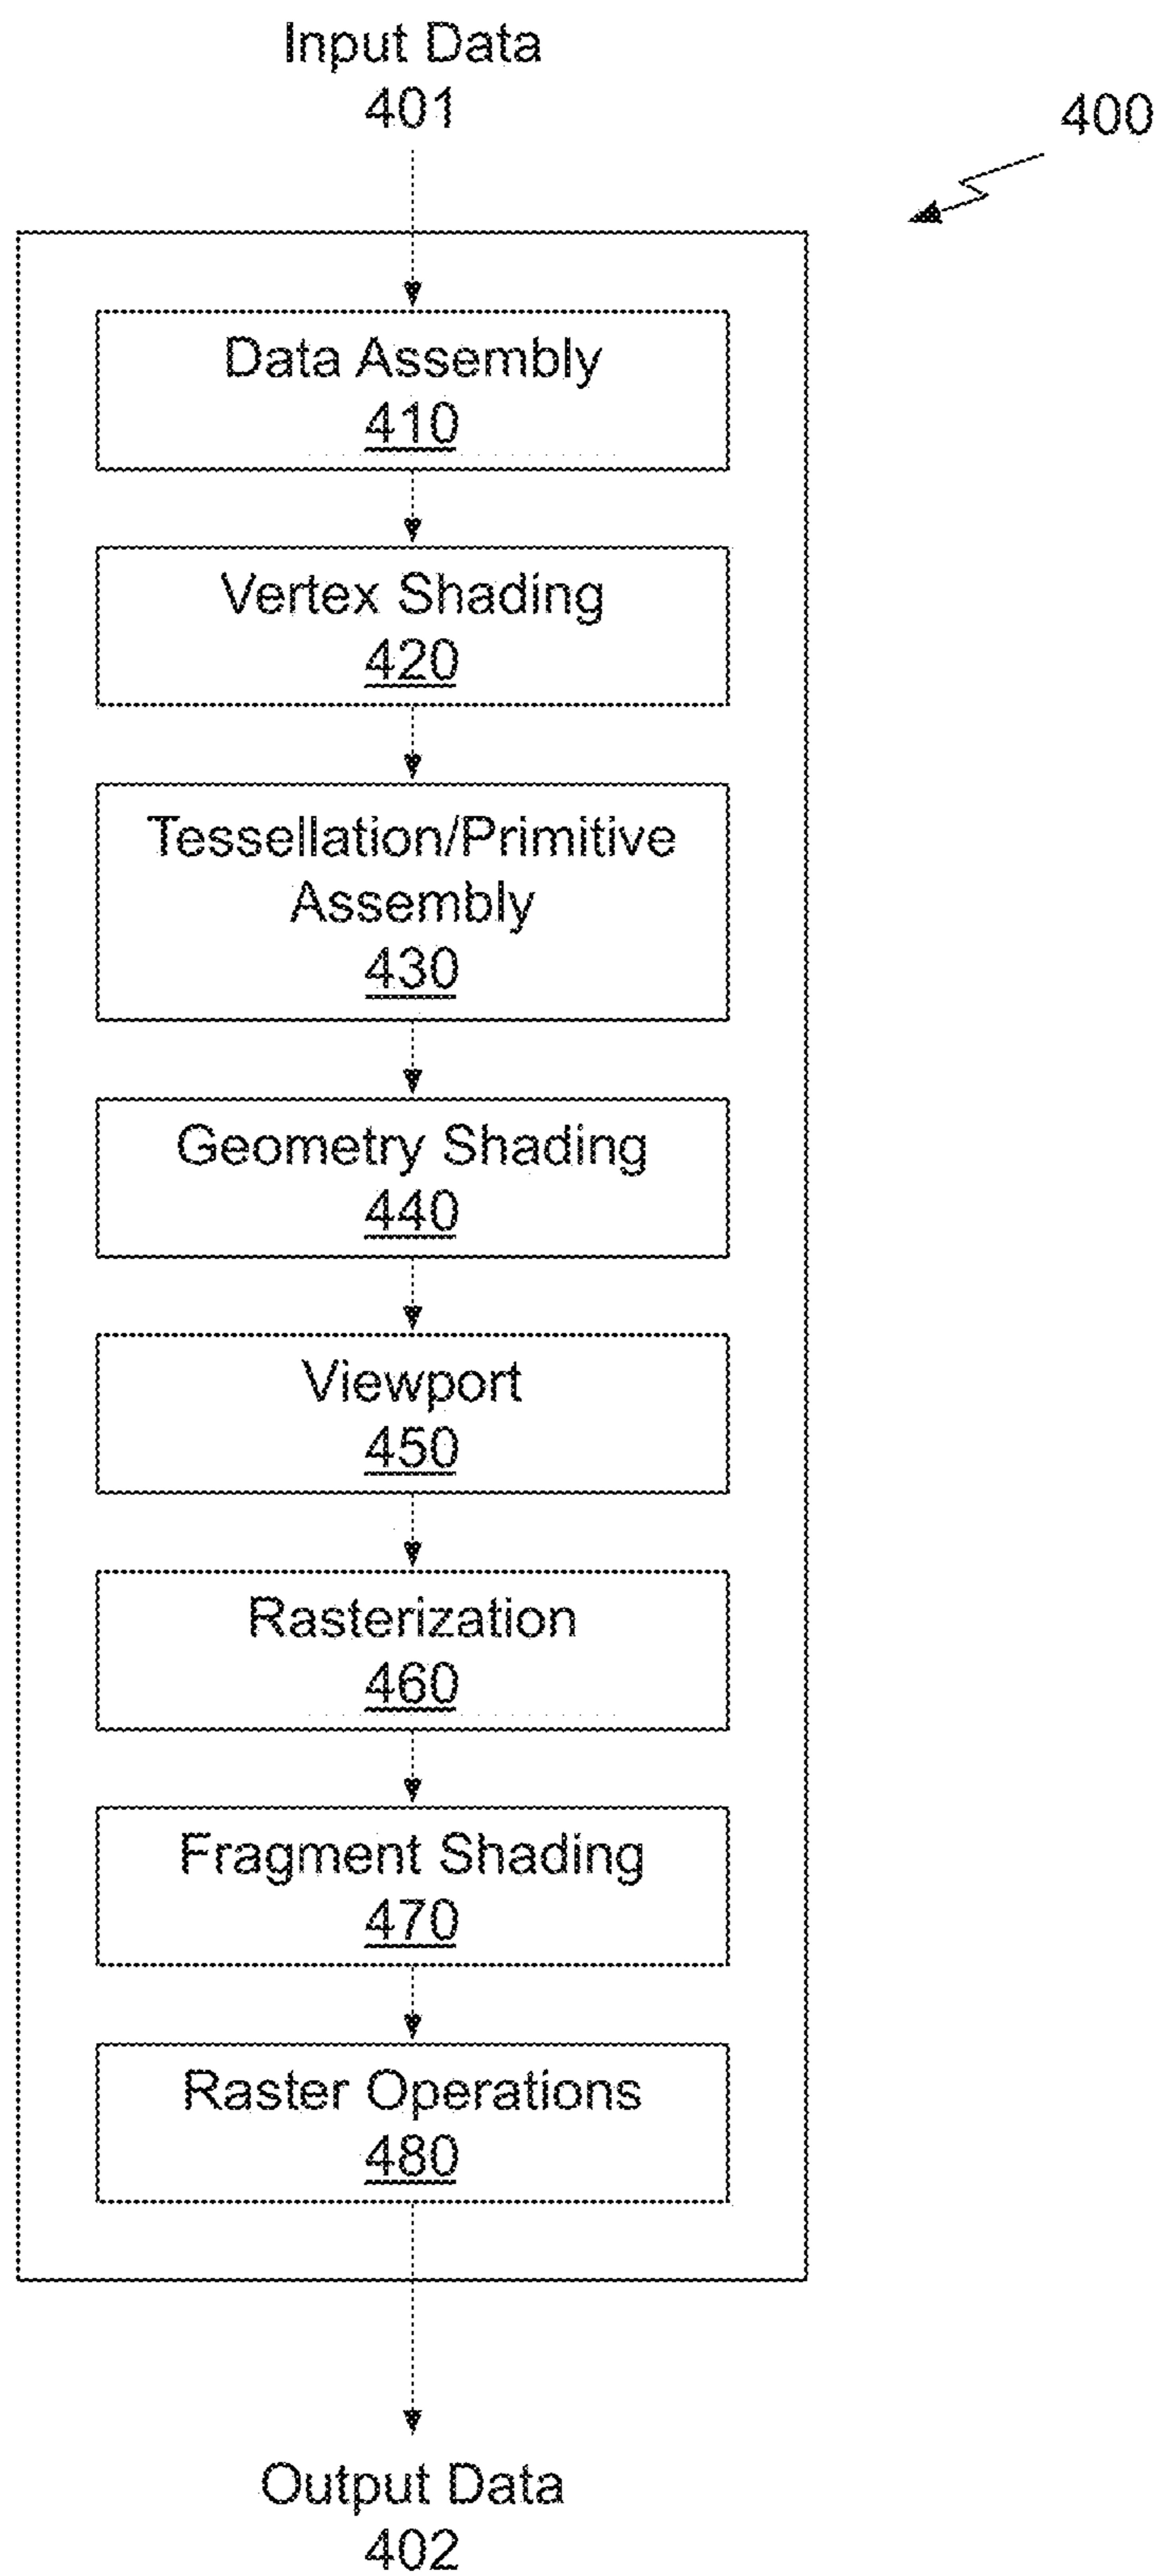 Input Data
401
400
Data Assembly
410
Vertex Shading
420
Tessellation/Primitive
Assembly
430
Geometry Shading
440
Viewport
450
Rasterization
460
Fragment Shading
470
Raster Operations
480
Output Data
402